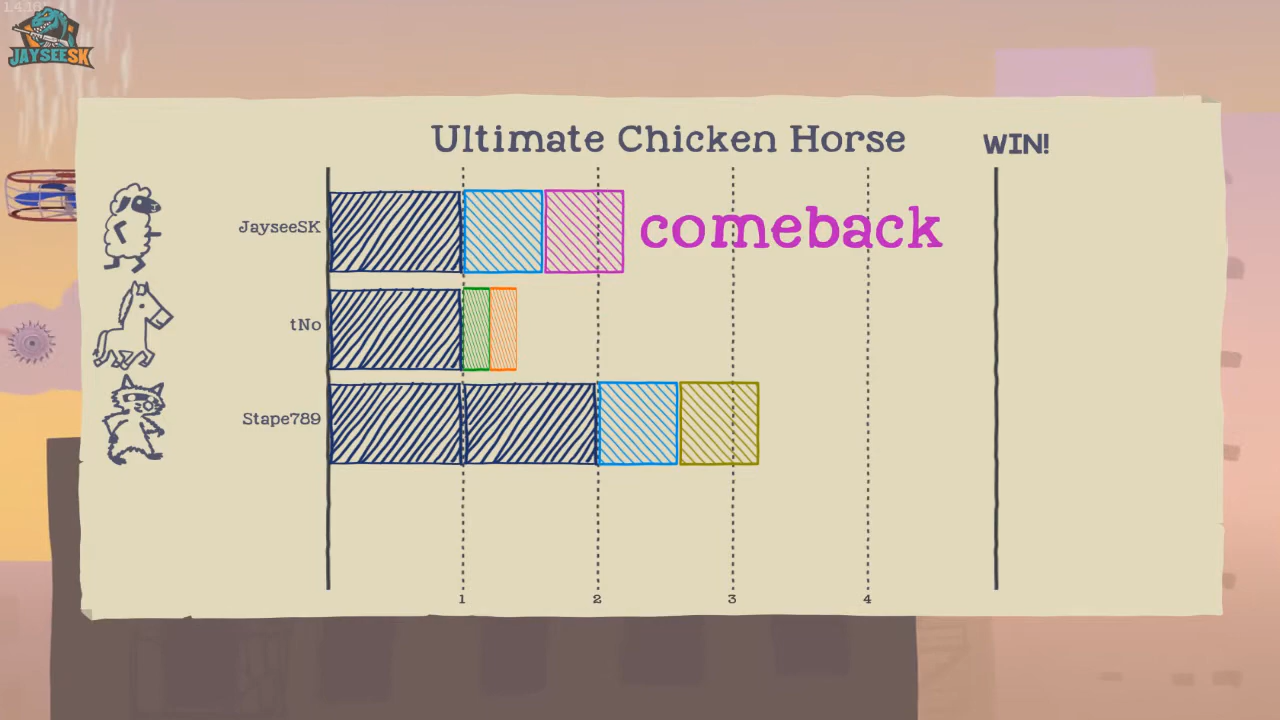 JAYSEESK
Ultimate Chicken Horse
WIN!
JayseeSK
comeback
tNo
Stape789
1 2 3 4